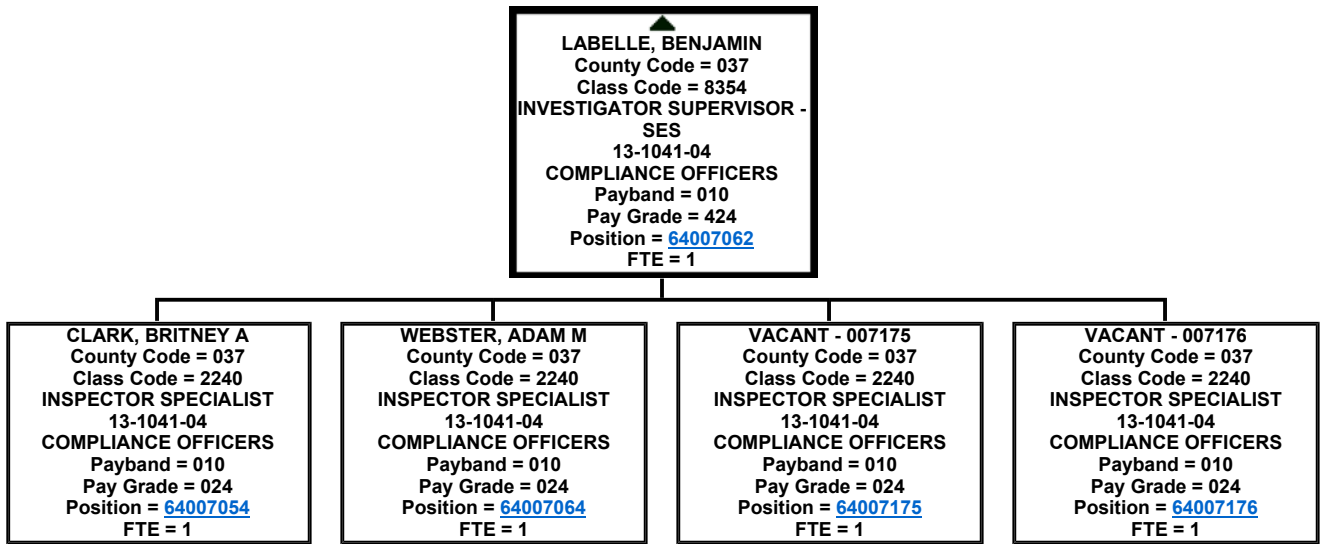 LABELLE, BENJAMIN
County Code = 037
Class Code = 8354
INVESTIGATOR SUPERVISOR -
SES
13-1041-04
COMPLIANCE OFFICERS
Payband = 010
Pay Grade = 424
Position = 64007062
FTE = 1
CLARK, BRITNEY A
County Code = 037
Class Code = 2240
INSPECTOR SPECIALIST
13-1041-04
COMPLIANCE OFFICERS
Payband = 010
Pay Grade = 024
Position = 64007054
FTE = 1
WEBSTER, ADAM M
County Code = 037
Class Code = 2240
INSPECTOR SPECIALIST
13-1041-04
COMPLIANCE OFFICERS
Payband = 010
Pay Grade = 024
Position = 64007064
FTE = 1
VACANT - 007175
County Code = 037
Class Code = 2240
INSPECTOR SPECIALIST
13-1041-04
COMPLIANCE OFFICERS
Payband = 010
Pay Grade = 024
Position = 64007175
FTE = 1
VACANT - 007176
County Code = 037
Class Code = 2240
INSPECTOR SPECIALIST
13-1041-04
COMPLIANCE OFFICERS
Payband = 010
Pay Grade = 024
Position = 64007176
FTE = 1